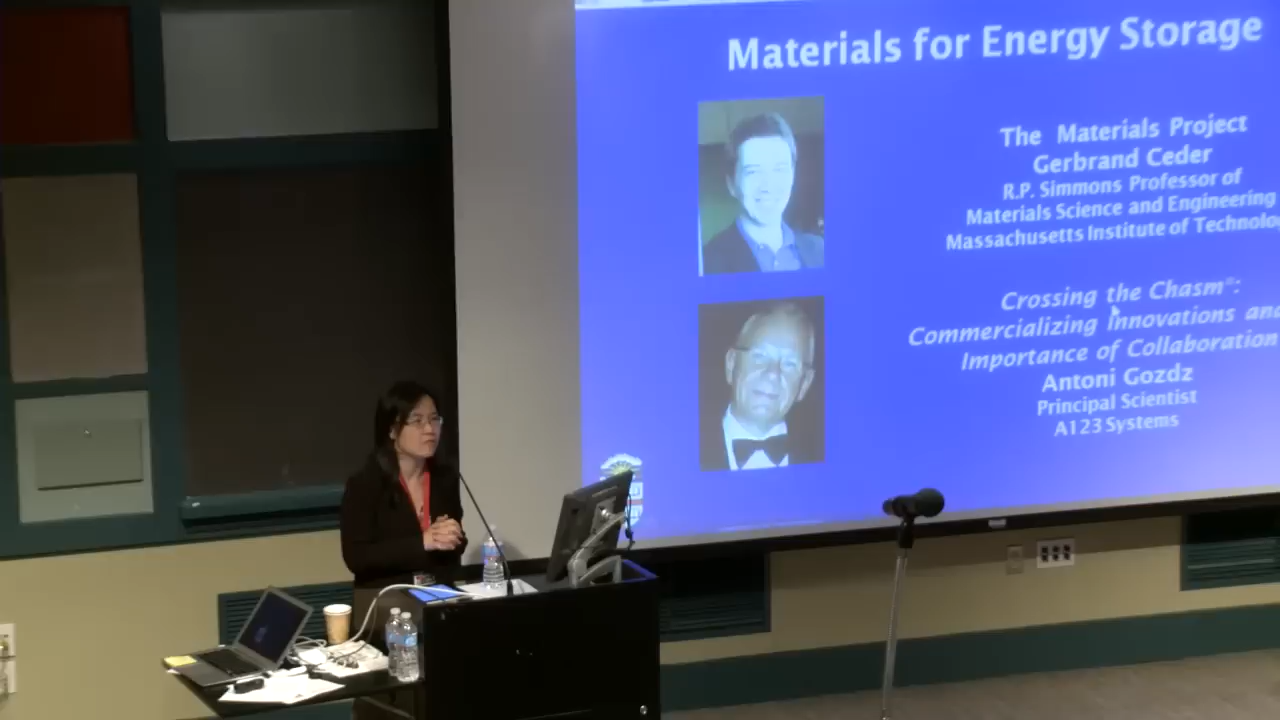 Materials for Energy Storage
The Materials Project
Gerbrand Ceder
R.P. Simmons Professor of
Materials Science and Engineering
Massachusetts Institute of Technolo
Crossing the Chasm®:
Commercializing Innovations and
Importance of Collaboration
Antoni Gozdz
Principal Scientist
A123 Systems